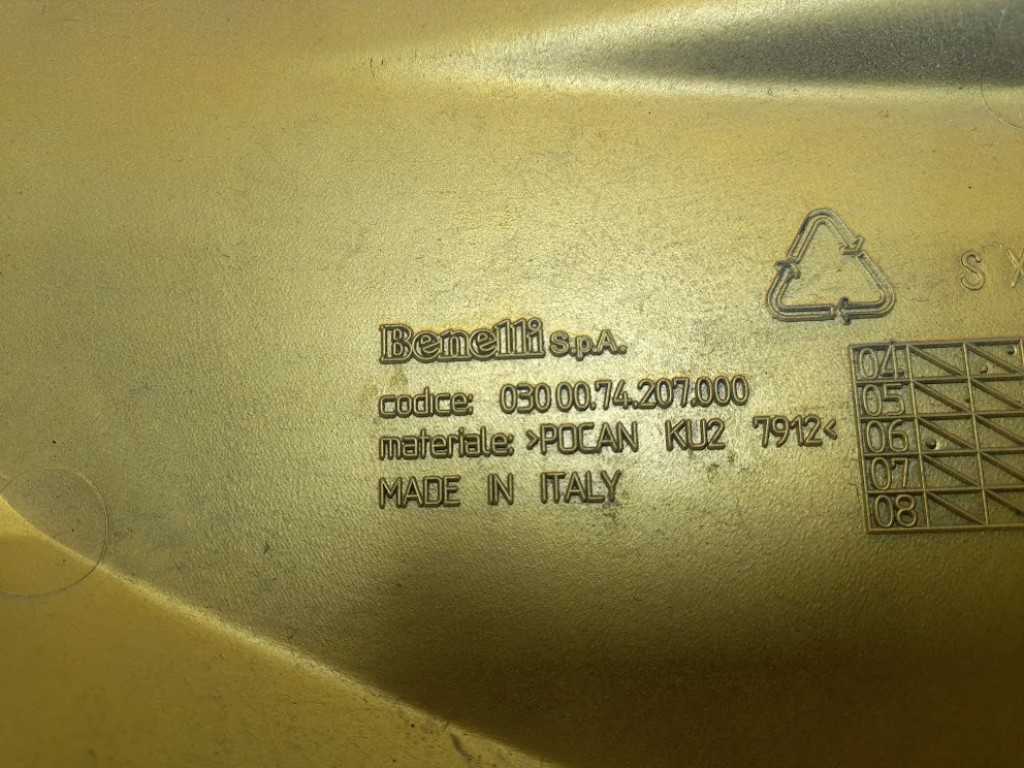 Benelli S.p.A.
codice: 030 00.74.207.000
materiale: >POCAN KU2 7912<
MADE IN ITALY
S X
04
05
06
07
08